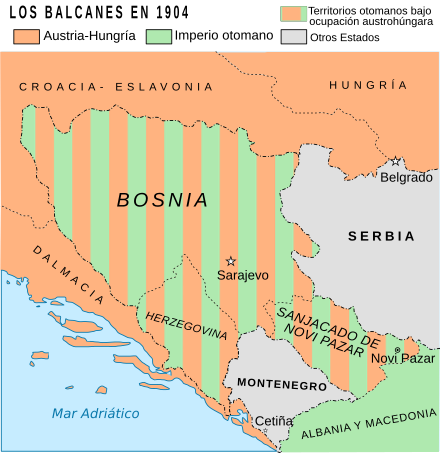 LOS BALCANES EN 1904
Territorios otomanos bajo
ocupación austrohúngara
Austria-Hungría
Imperio otomano
Otros Estados
CROACIA- ESLAVONIA
HUNGRÍA
Belgrado
BOSNIA
SERBIA
DALMACIA
Sarajevo
HERZEGOVINA
SANJACADO DE
NOVI PAZAR
Novi Pazar
MONTENEGRO
Mar Adriático
Cetiña
ALBANIA Y MACEDONIA